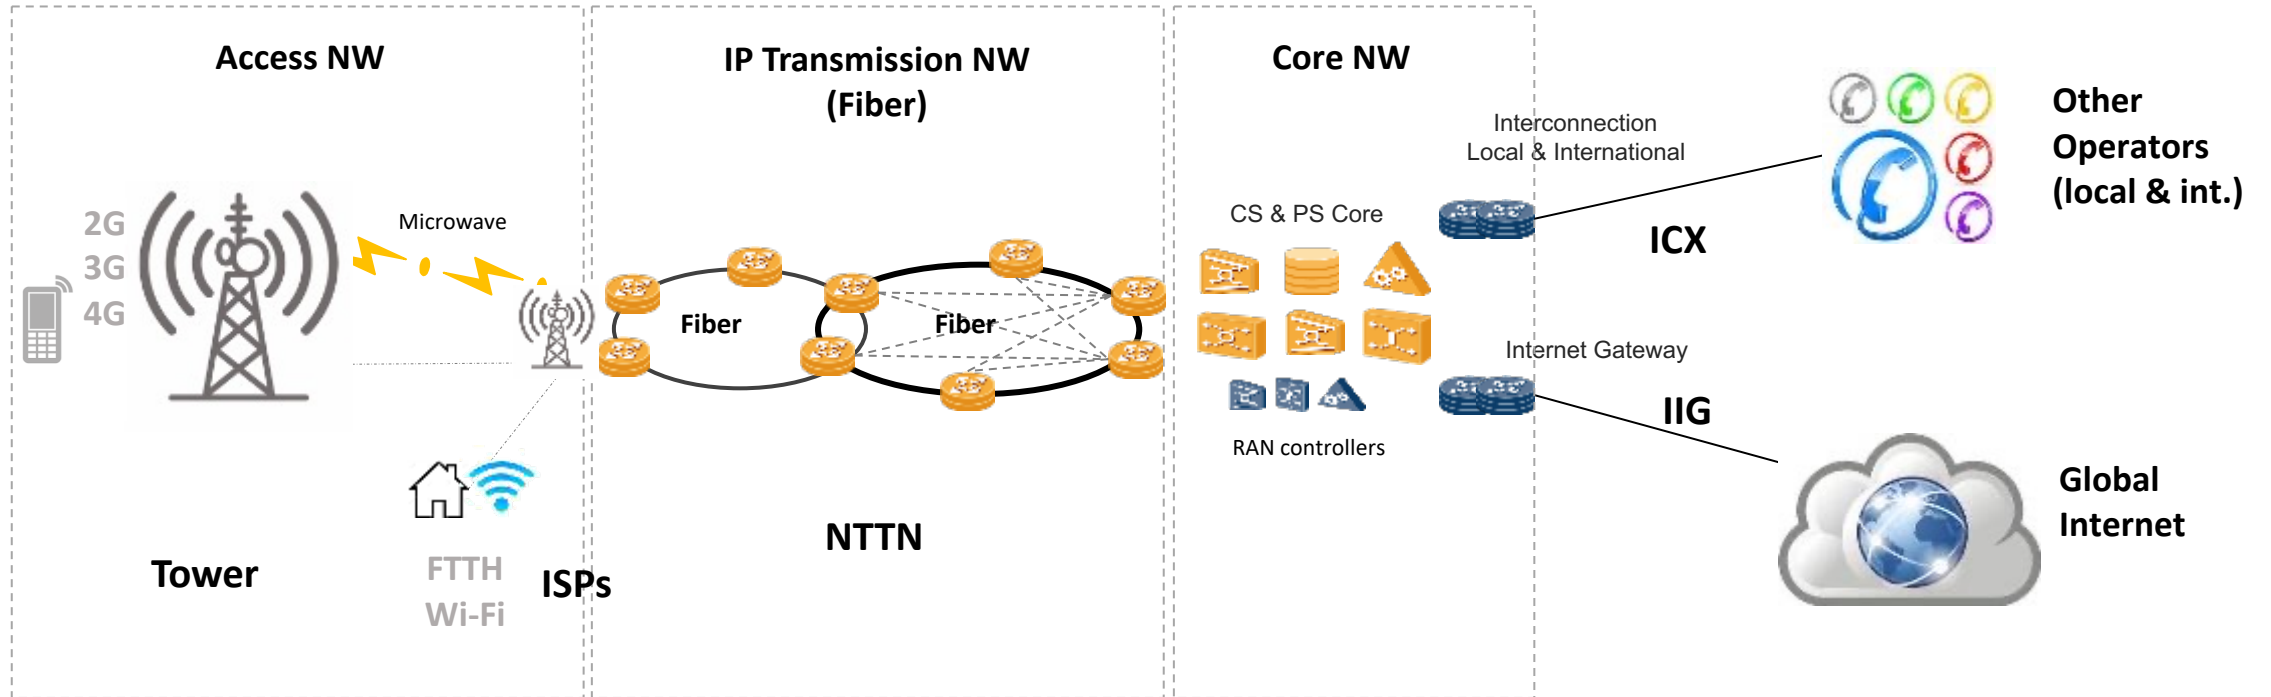 Access NW
2G
3G
4G
Microwave
Tower
FTTH
Wi-Fi
ISPs
IP Transmission NW
(Fiber)
Fiber
Fiber
NTTN
Core NW
CS & PS Core
RAN controllers
Interconnection
Local & International
ICX
Internet Gateway
IIG
Other
Operators
(local & int.)
Global
Internet